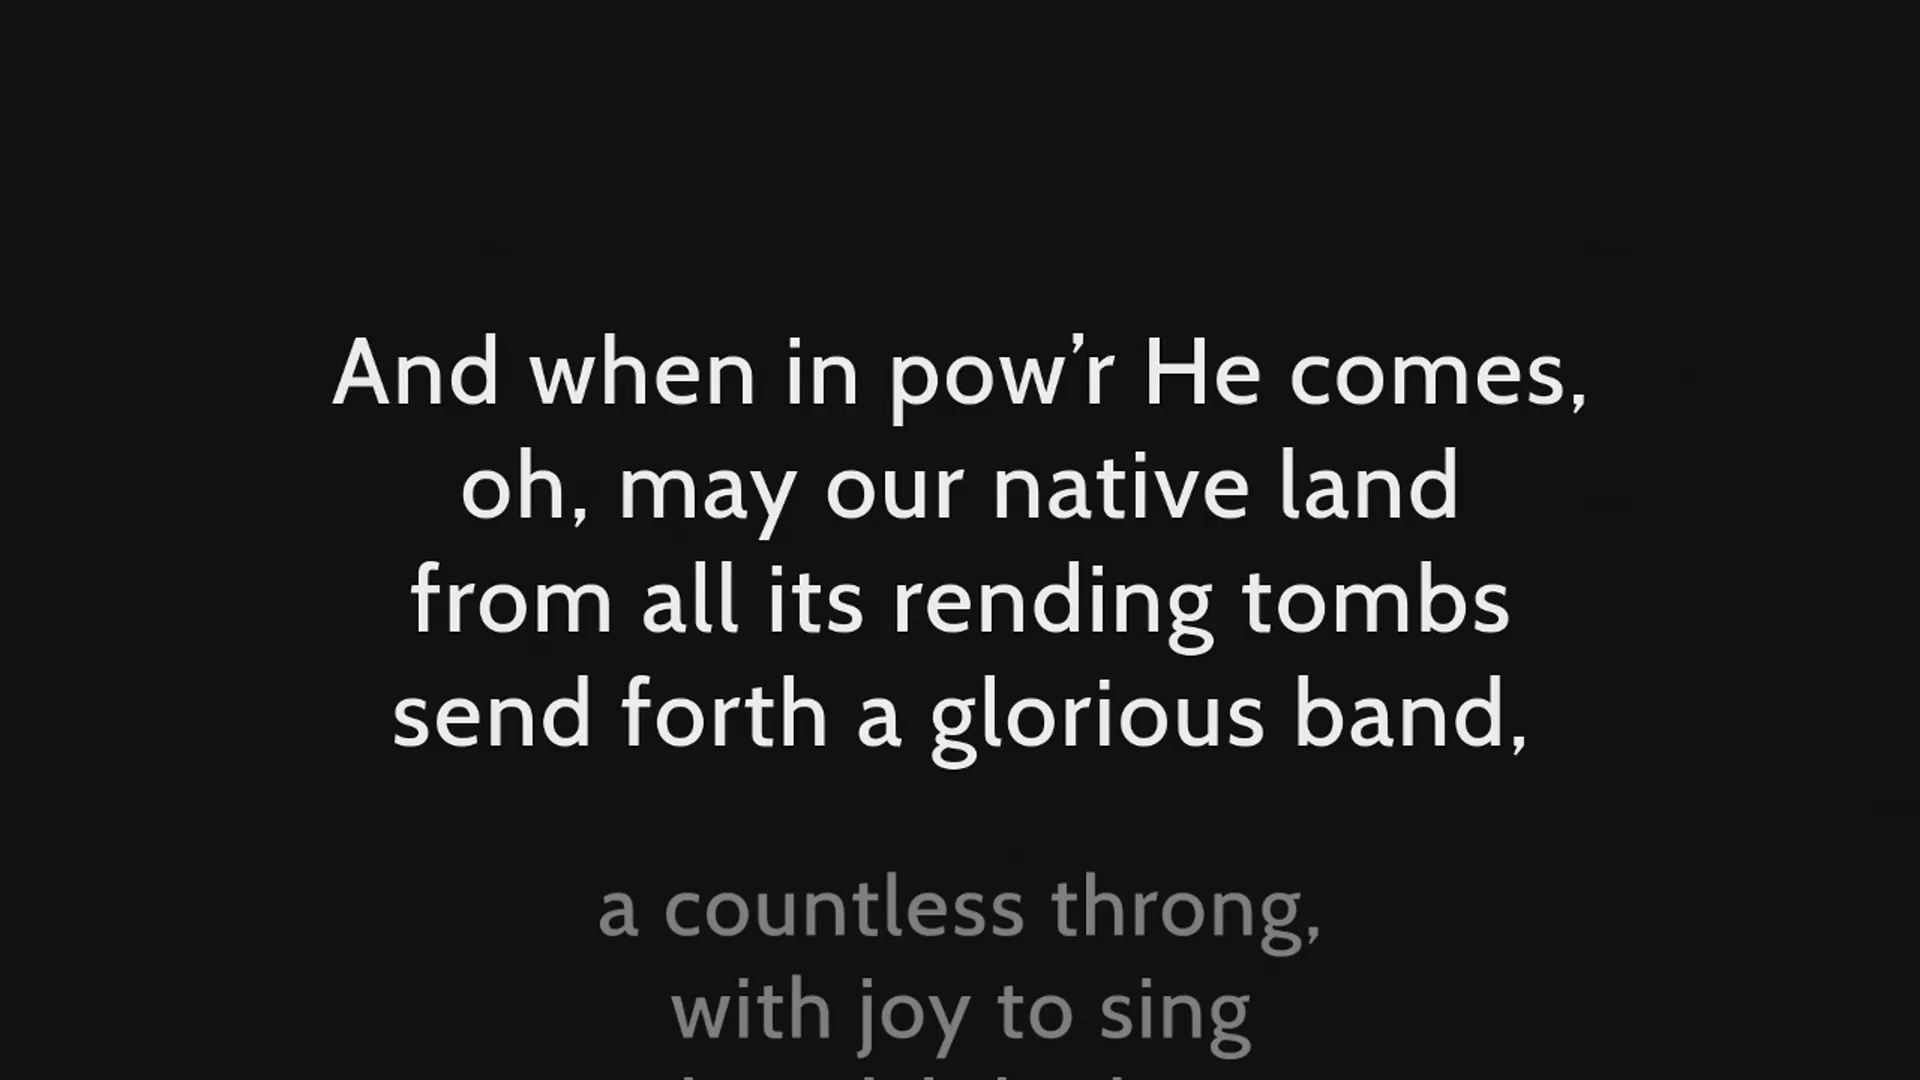 And when in pow’r He comes,
oh, may our native land
from all its rending tombs
send forth a glorious band,
a countless throng,
with joy to sing